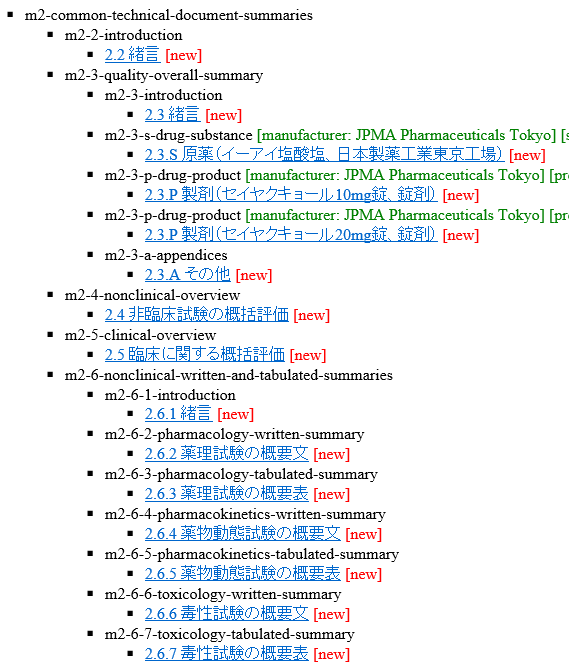 m2-common-technical-document-summaries
m2-2-introduction
2.2 緒言 [new]
m2-3-quality-overall-summary
m2-3-introduction
2.3 緒言 [new]
m2-3-s-drug-substance [manufacturer: JPMA Pharmaceuticals Tokyo] [s
2.3.S 原薬（イーアイ塩酸塩、日本製薬工業東京工場） [new]
m2-3-p-drug-product [manufacturer: JPMA Pharmaceuticals Tokyo] [pro
2.3.P 製剤（セイヤクキョール10mg錠、錠剤） [new]
m2-3-p-drug-product [manufacturer: JPMA Pharmaceuticals Tokyo] [pro
2.3.P 製剤（セイヤクキョール20mg錠、錠剤） [new]
m2-3-a-appendices
2.3.A その他 [new]
m2-4-nonclinical-overview
2.4 非臨床試験の概括評価 [new]
m2-5-clinical-overview
2.5 臨床に関する概括評価 [new]
m2-6-nonclinical-written-and-tabulated-summaries
m2-6-1-introduction
2.6.1 緒言 [new]
m2-6-2-pharmacology-written-summary
2.6.2 薬理試験の概要文 [new]
m2-6-3-pharmacology-tabulated-summary
2.6.3 薬理試験の概要表 [new]
m2-6-4-pharmacokinetics-written-summary
2.6.4 薬物動態試験の概要文 [new]
m2-6-5-pharmacokinetics-tabulated-summary
2.6.5 薬物動態試験の概要表 [new]
m2-6-6-toxicology-written-summary
2.6.6 毒性試験の概要文 [new]
m2-6-7-toxicology-tabulated-summary
2.6.7 毒性試験の概要表 [new]